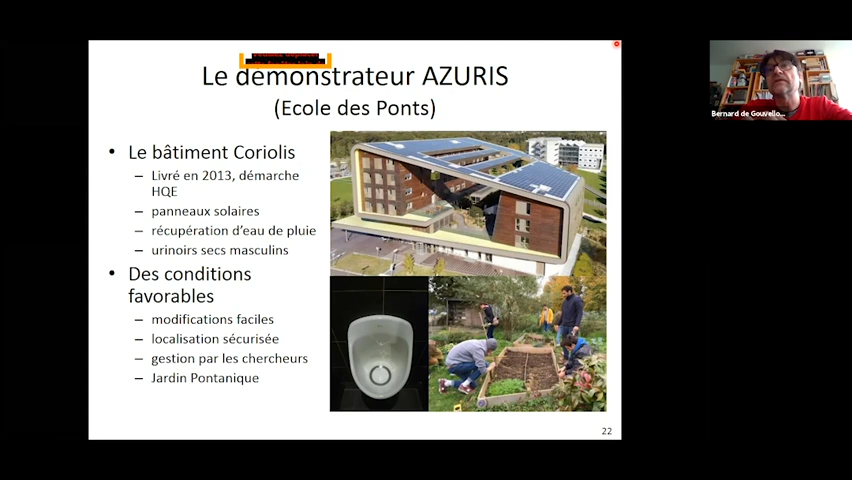 Le démonstrateur AZURIS
(Ecole des Ponts)
• Le bâtiment Coriolis
– Livré en 2013, démarche
HQE
– panneaux solaires
– récupération d'eau de pluie
– urinoirs secs masculins
• Des conditions
favorables
– modifications faciles
– localisation sécurisée
– gestion par les chercheurs
– Jardin Pontanique
22
Bernard de Gouvello...